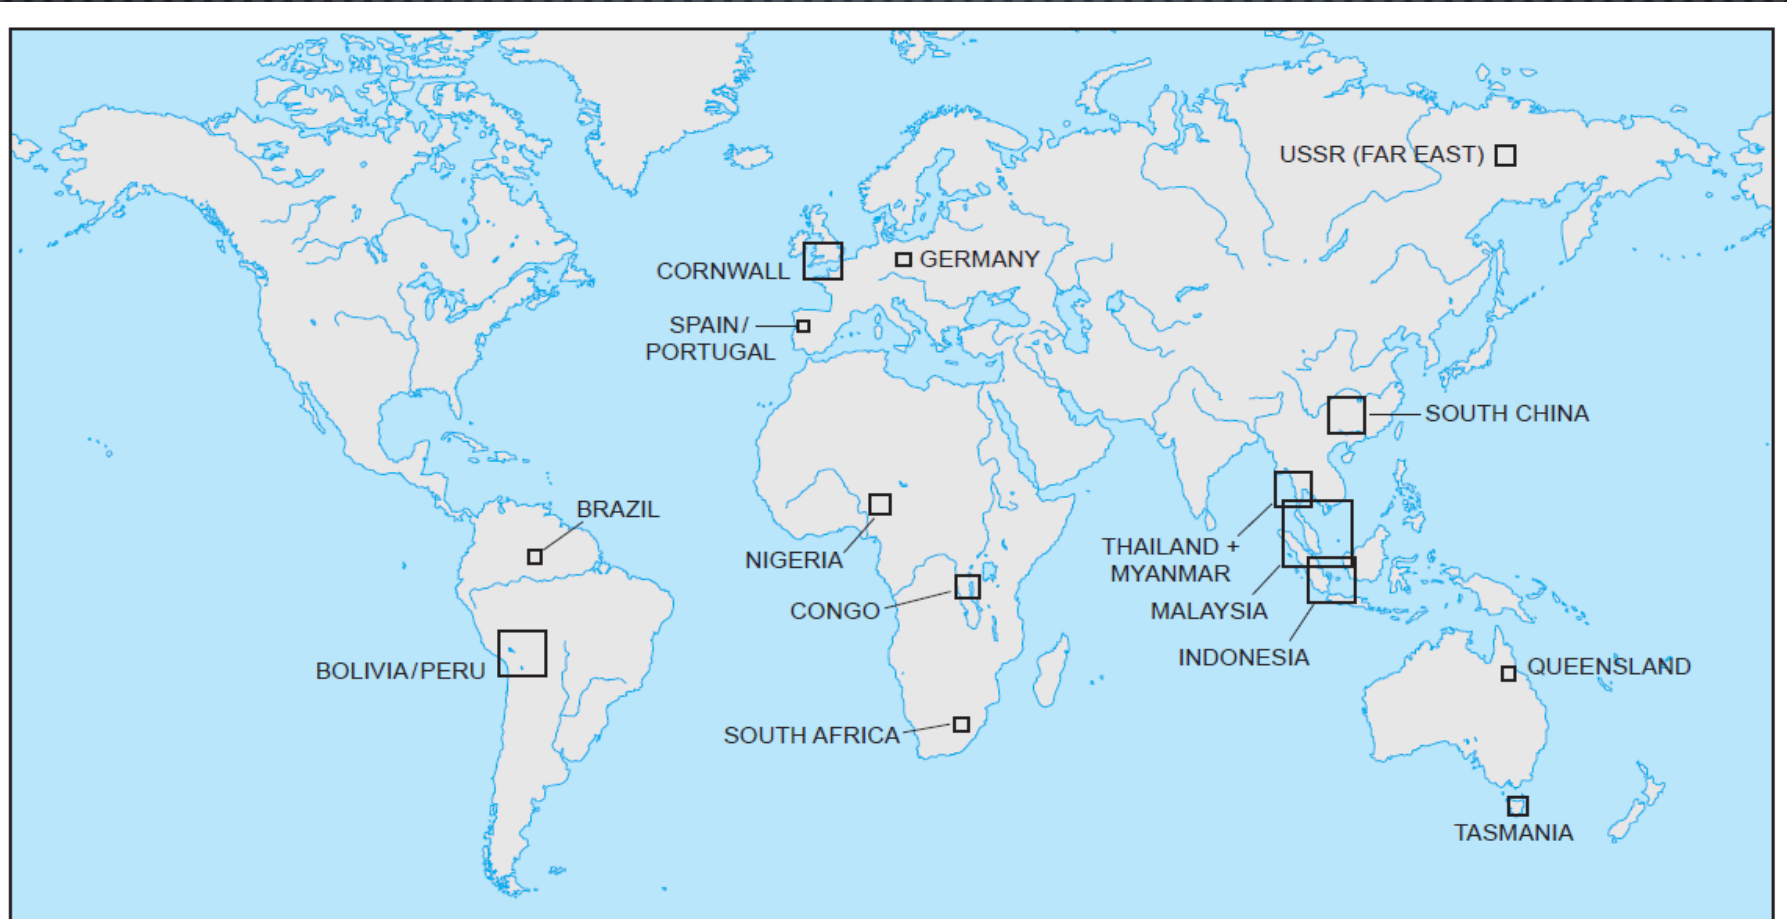 USSR (FAR EAST)
CORNWALL
GERMANY
SPAIN/
PORTUGAL
SOUTH CHINA
BRAZIL
NIGERIA
THAILAND +
MYANMAR
CONGO
MALAYSIA
INDONESIA
BOLIVIA/PERU
QUEENSLAND
SOUTH AFRICA
TASMANIA